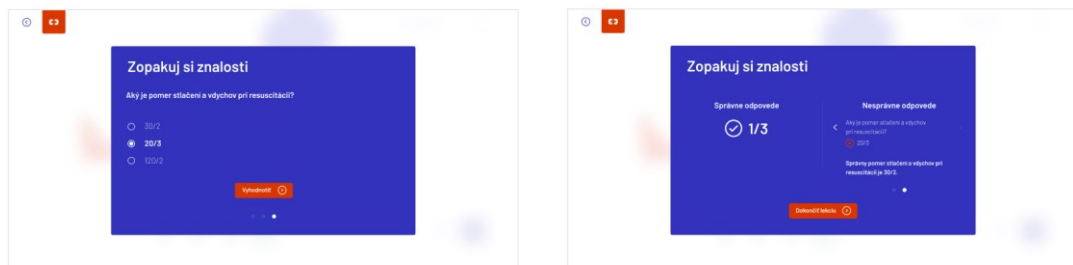 Zopakuj si znalosti
Aký je pomer stlačení a vdychov pri resuscitácii?
30/2
20/3
120/2
Vyhodnotiť
Zopakuj si znalosti
Správne odpovede
1/3
Nesprávne odpovede
Aký je pomer stlačení a vdychov
pri resuscitácii?
20/3
Správny pomer stlačení a vdychov pri
resuscitácii je 30/2.
Dokončiť lekciu